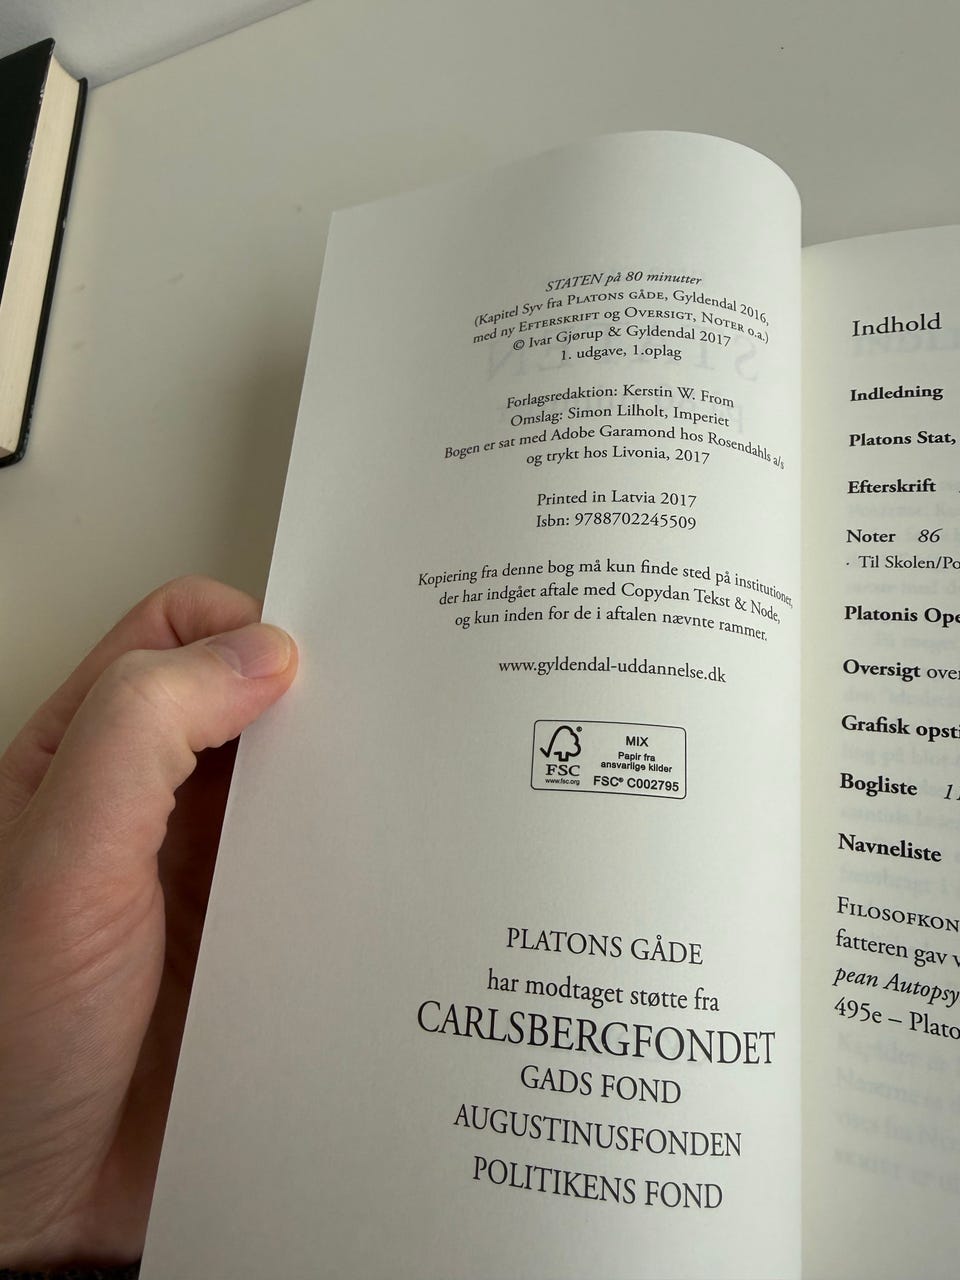 STATEN på 80 minutter
(Kapitel Syv fra PLATONS GÅDE, Gyldendal 2016,
med ny EFTERSKRIFT og OVERSIGT, NOTER o.a.)
© Ivar Gjørup & Gyldendal 2017
1. udgave, 1.oplag
Forlagsredaktion: Kerstin W. From
Omslag: Simon Lilholt, Imperiet
Bogen er sat med Adobe Garamond hos Rosendahls a/s
og trykt hos Livonia, 2017
Printed in Latvia 2017
Isbn: 9788702245509
Kopiering fra denne bog må kun finde sted på institutioner,
der har indgået aftale med Copydan Tekst & Node,
og kun inden for de i aftalen nævnte rammer.
www.gyldendal-uddannelse.dk
FSC
www.fsc.org
MIX
Papir fra
ansvarlige kilder
FSC® C002795
PLATONS GÅDE
har modtaget støtte fra
CARLSBERGFONDET
GADS FOND
AUGUSTINUSFONDEN
POLITIKENS FOND
Indhold
Indledning
Platons Stat,
Efterskrift
Noter 86
· Til Skolen/Po
Platonis Ope
Oversigt over
Grafisk opsti
Bogliste
Navneliste
FILOSOFKON
fatteren gav v
pean Autopsy
495e – Plato